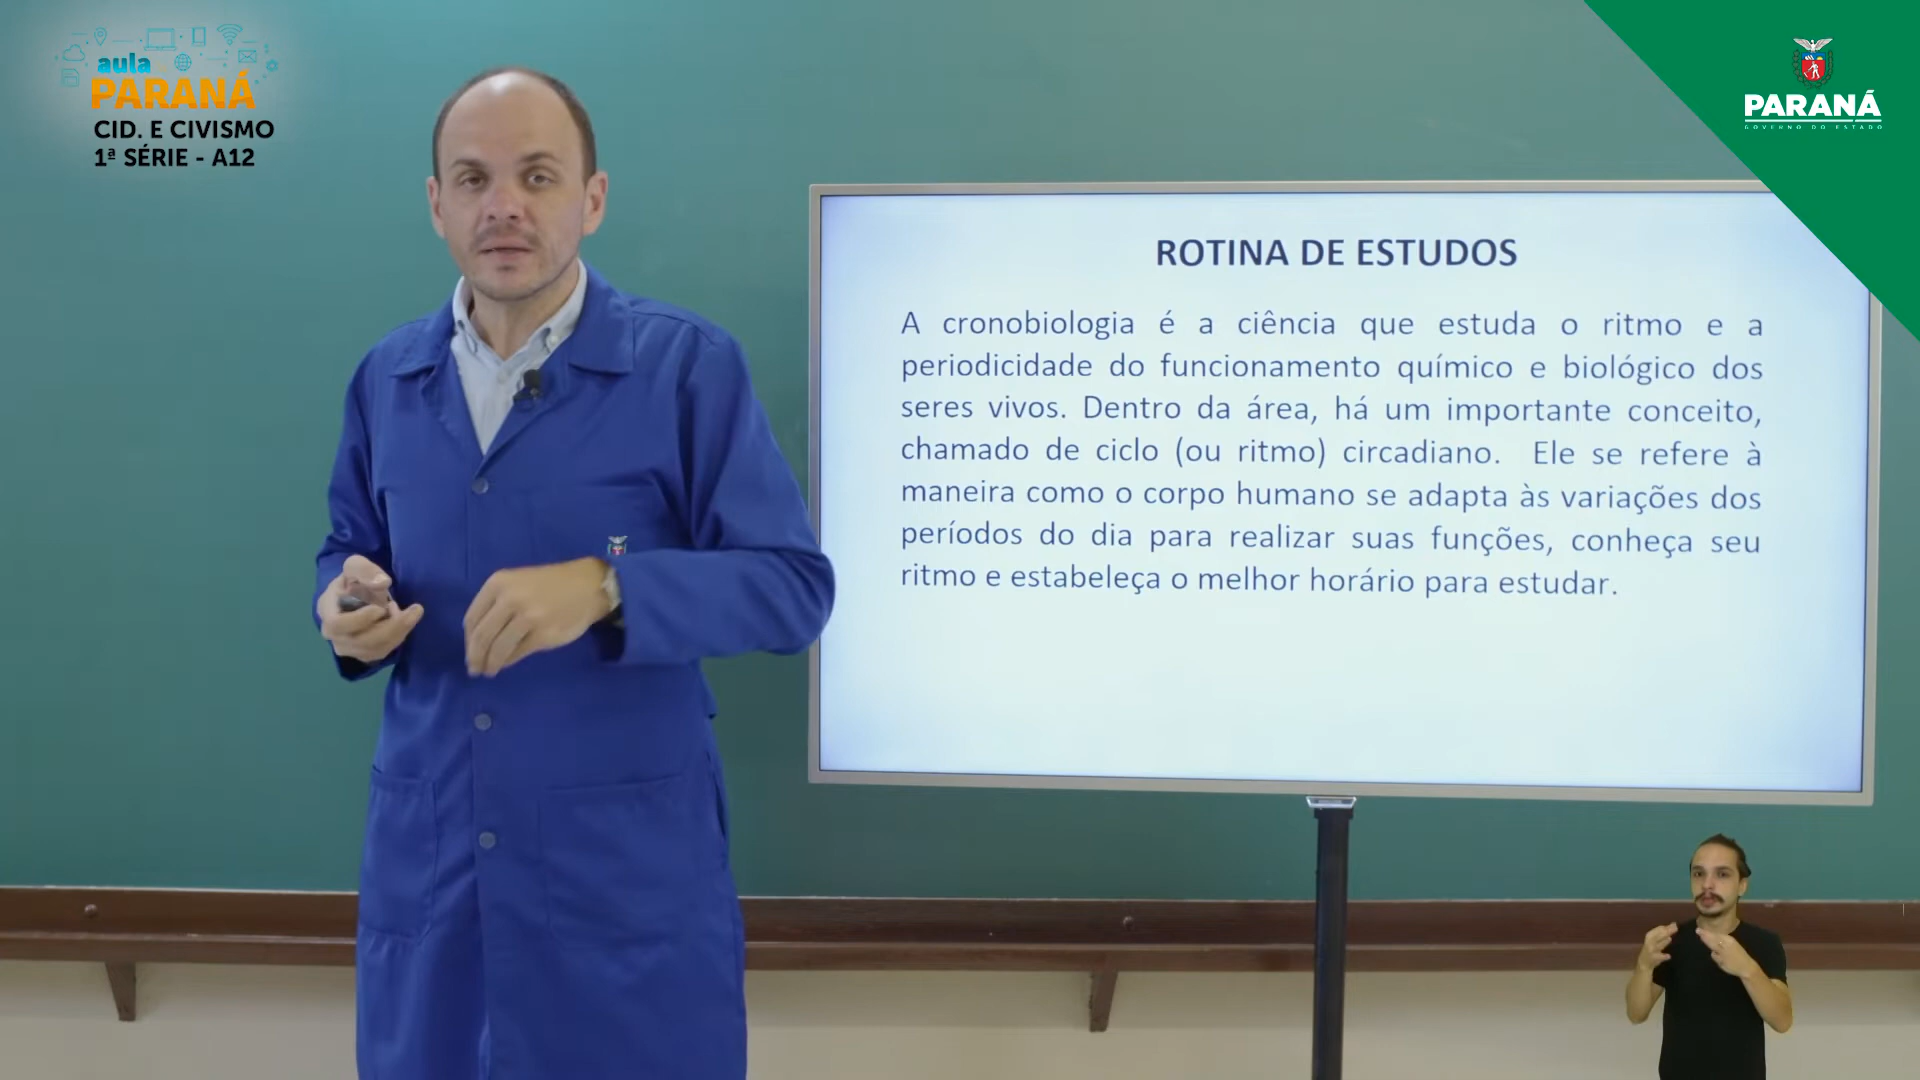 aula
PARANÁ
CID. E CIVISMO
1ª SÉRIE - A12
PARANÁ
GOVERNO DO ESTADO
ROTINA DE ESTUDOS
A cronobiologia é a ciência que estuda o ritmo e a
periodicidade do funcionamento químico e biológico dos
seres vivos. Dentro da área, há um importante conceito,
chamado de ciclo (ou ritmo) circadiano. Ele se refere à
maneira como o corpo humano se adapta às variações dos
períodos do dia para realizar suas funções, conheça seu
ritmo e estabeleça o melhor horário para estudar.